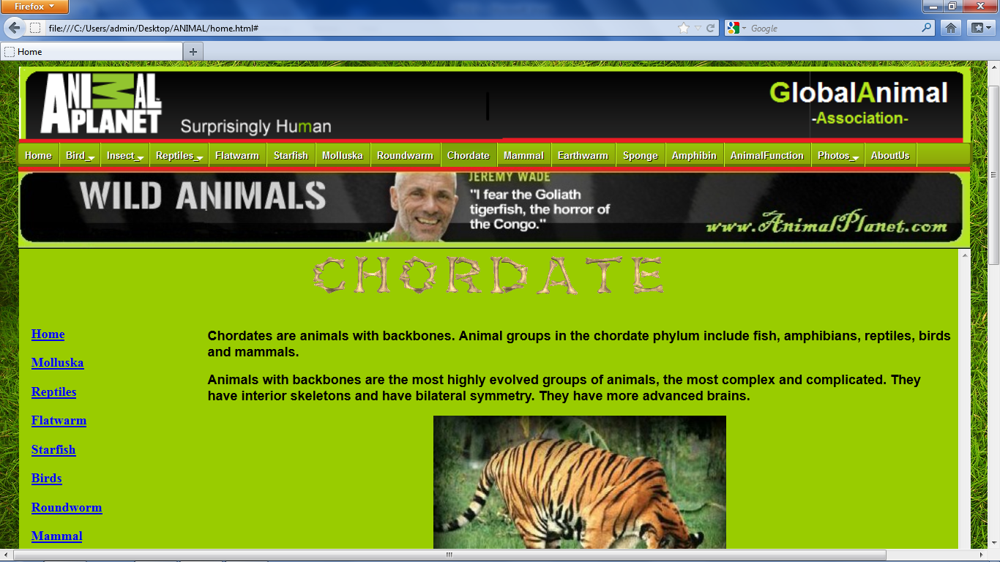 Firefox
file:///C:/Users/admin/Desktop/ANIMAL/home.html#
Google
Home
ANIMAL PLANET
Surprisingly Human
GlobalAnimal
-Association-
Home Bird Insect Reptiles Flatwarm Starfish Molluska Roundwarm Chordate Mammal Earthwarm Sponge Amphibin AnimalFunction Photos AboutUs
WILD ANIMALS
JEREMY WADE
"I fear the Goliath
tigerfish, the horror of
the Congo."
www.AnimalPlanet.com
CHORDATE
Home
Molluska
Reptiles
Flatwarm
Starfish
Birds
Roundworm
Mammal
Chordates are animals with backbones. Animal groups in the chordate phylum include fish, amphibians, reptiles, birds
and mammals.
Animals with backbones are the most highly evolved groups of animals, the most complex and complicated. They
have interior skeletons and have bilateral symmetry. They have more advanced brains.